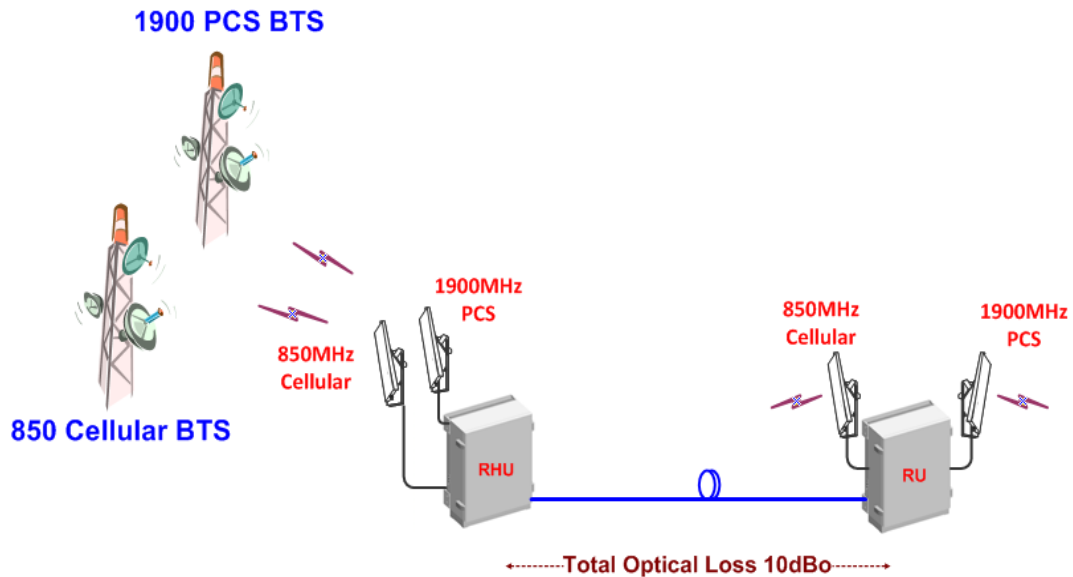 1900 PCS BTS
1900MHz
PCS
850MHz
Cellular
850MHz
Cellular
1900MHz
PCS
850 Cellular BTS
RHU
RU
Total Optical Loss 10dBo